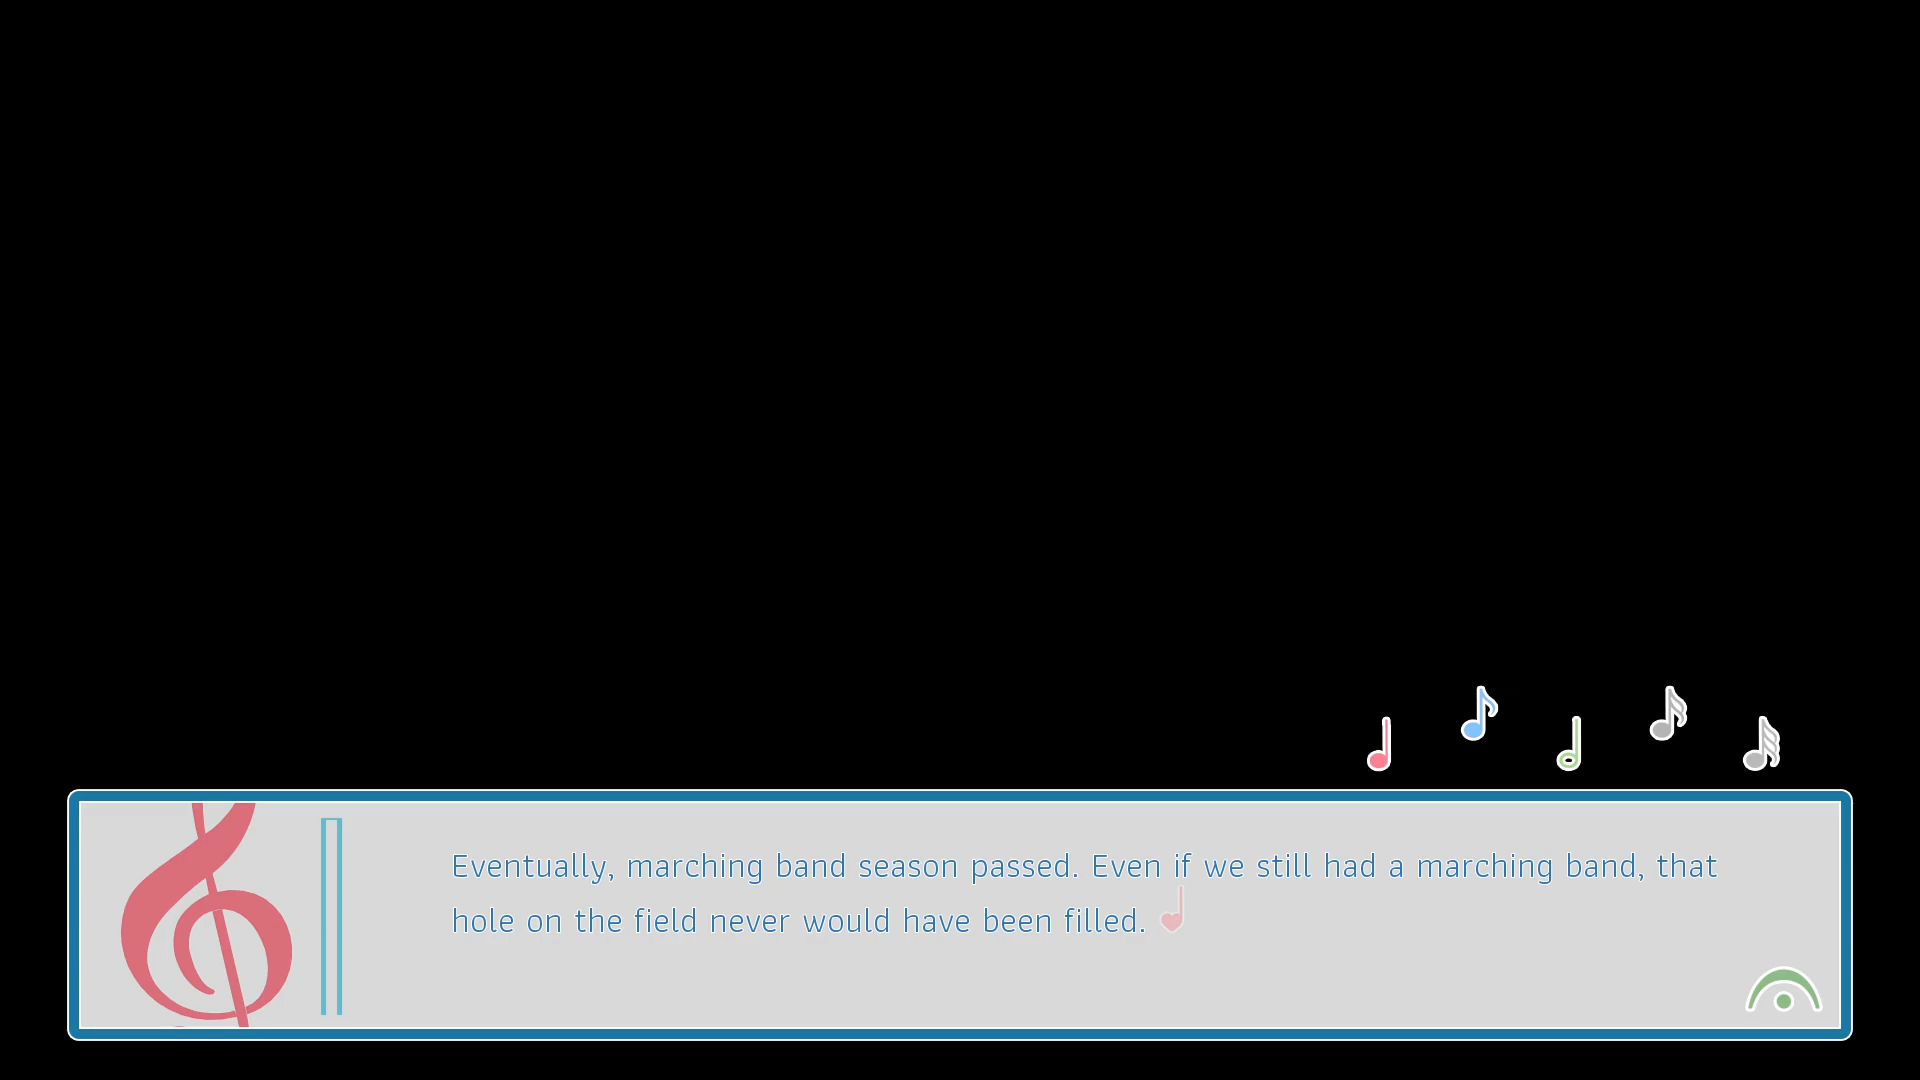 Eventually, marching band season passed. Even if we still had a marching band, that
hole on the field never would have been filled.